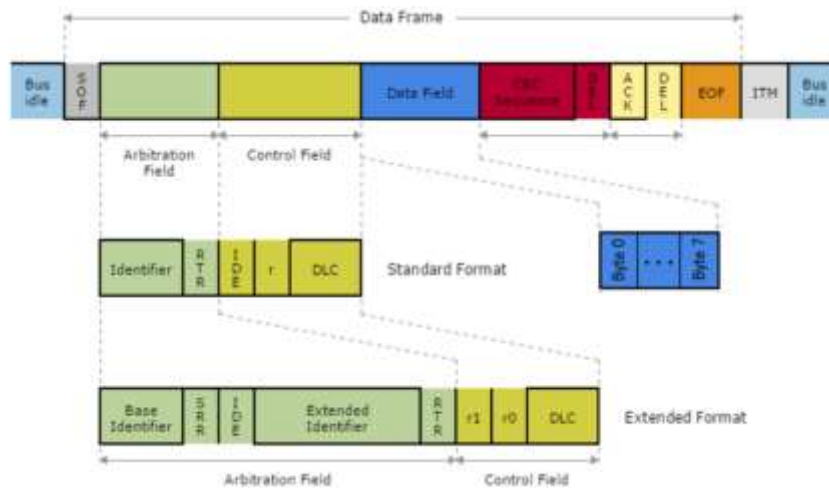 Data Frame
Bus
idle
SOF
Data Field
CRC
Sequence
DEL
ACK
DEL
EOF
ITM
Bus
idle
Arbitration
Field
Control Field
Identifier
RTR
IDE
r
DLC
Standard Format
Byte 0
...
Byte 7
Base
Identifier
SRR
IDE
Extended
Identifier
RTR
r1
r0
DLC
Extended Format
Arbitration Field
Control Field